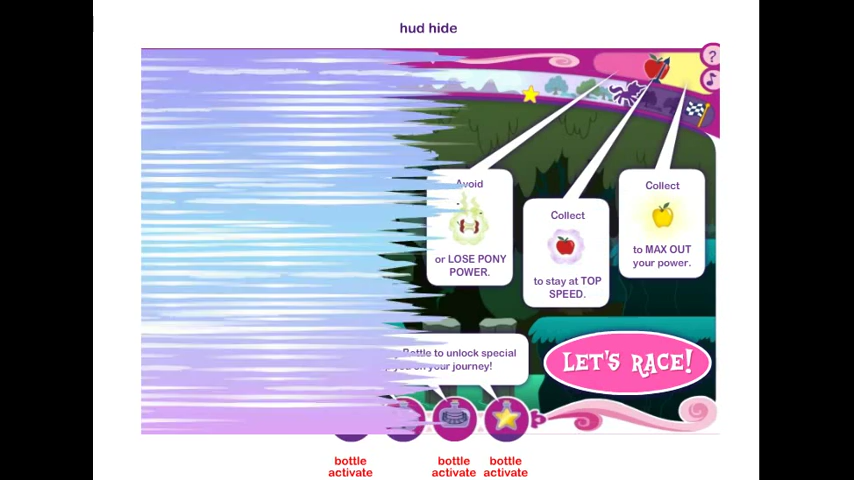 hud hide
?
Avoid
or LOSE PONY
POWER.
Collect
to stay at TOP
SPEED.
Collect
to MAX OUT
your power.
Bottle to unlock special
you on your journey!
LET'S RACE!
bottle
activate
bottle
activate
bottle
activate